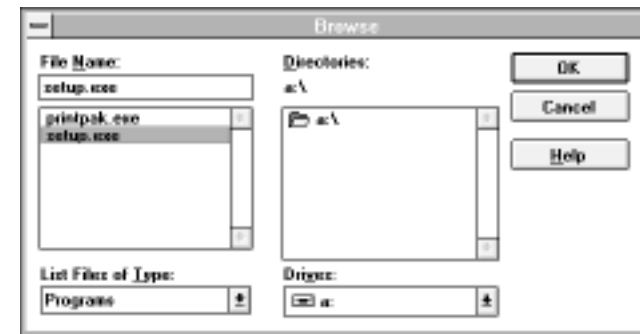 Browse
File Name:
setup.exe
printpak.exe
setup.exe
List Files of Type:
Programs
Directories:
a:\
a:\
Drives:
a:
OK
Cancel
Help